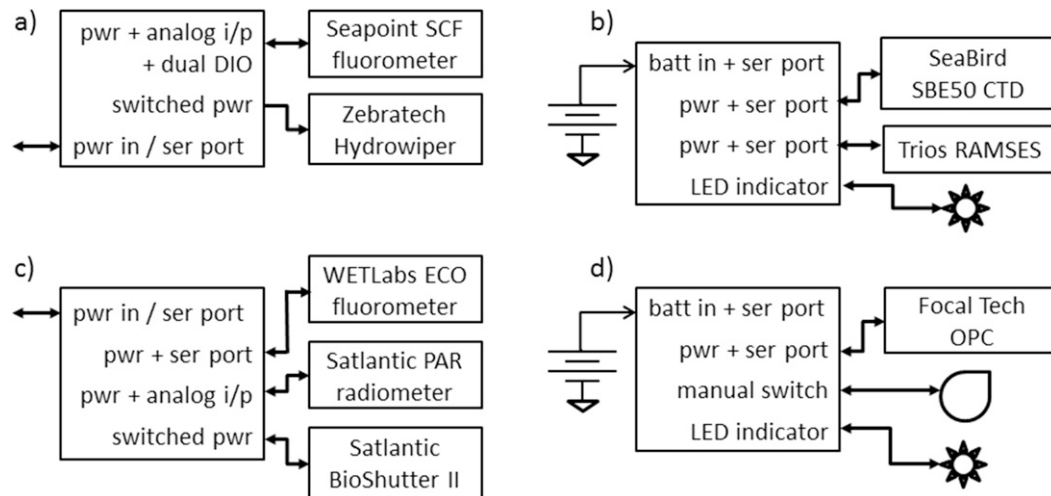 a)
pwr + analog i/p
+ dual DIO
switched pwr
pwr in / ser port
Seapoint SCF
fluorometer
Zebratech
Hydrowiper
b)
batt in + ser port
pwr + ser port
pwr + ser port
LED indicator
SeaBird
SBE50 CTD
Trios RAMSES
c)
pwr in / ser port
pwr + ser port
pwr + analog i/p
switched pwr
WETLabs ECO
fluorometer
Satlantic PAR
radiometer
Satlantic
BioShutter II
d)
batt in + ser port
pwr + ser port
manual switch
LED indicator
Focal Tech
OPC